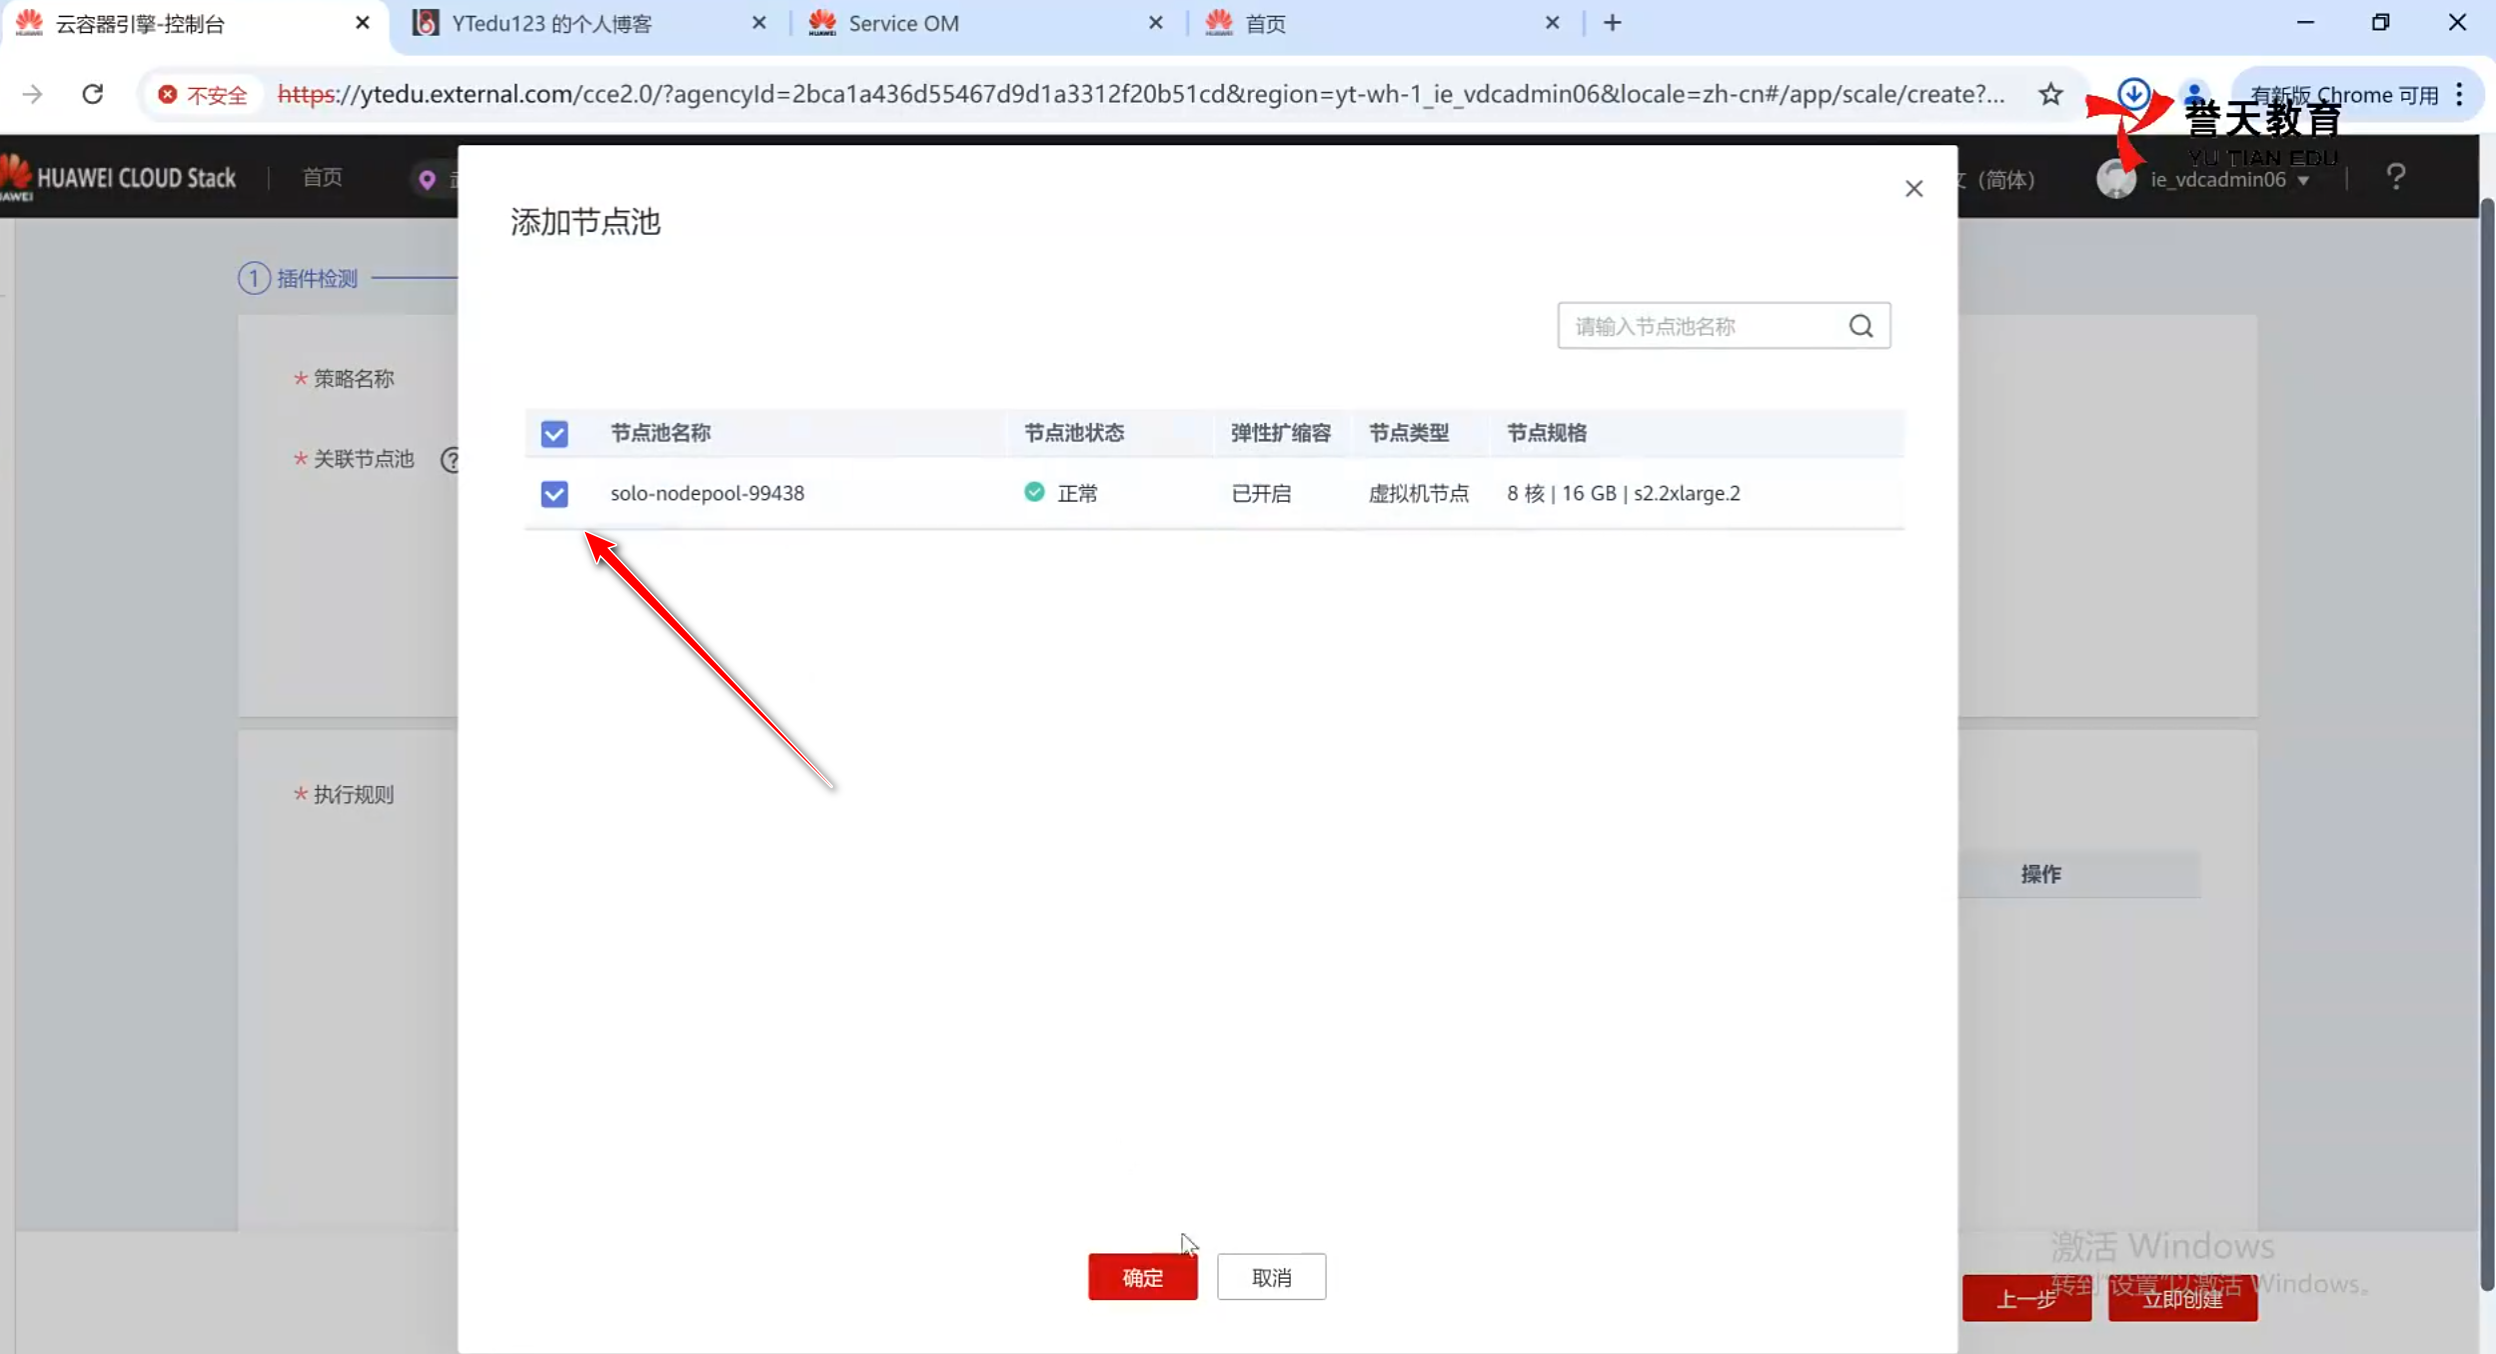 云容器引擎-控制台
YTedu123 的个人博客
Service OM
首页
不安全
https://ytedu.external.com/cce2.0/?agencyId=2bca1a436d55467d9d1a3312f20b51cd&region=yt-wh-1_ie_vdcadmin06&locale=zh-cn#/app/scale/create?...
有新版 Chrome 可用
誉天教育
YU TIAN EDU
HUAWEI CLOUD Stack
首页
(简体)
ie_vdcadmin06
添加节点池
1 插件检测
请输入节点池名称
* 策略名称
* 关联节点池
节点池名称 节点池状态 弹性扩缩容 节点类型 节点规格
solo-nodepool-99438 正常 已开启 虚拟机节点 8 核 | 16 GB | s2.2xlarge.2
* 执行规则
操作
确定
取消
激活 Windows
转到"设置"以激活 Windows。
上一步
立即创建